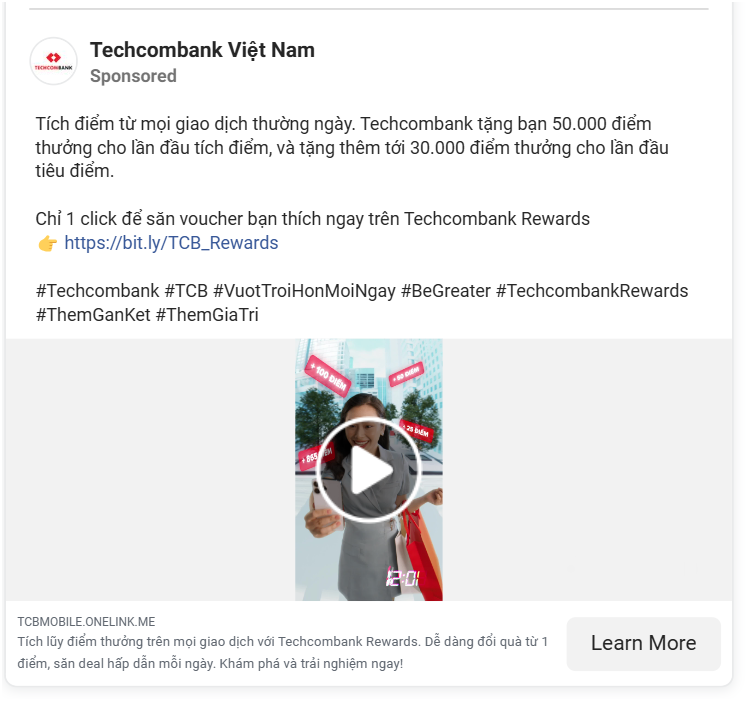 Techcombank Việt Nam
TECHCOMBANK
Sponsored
Tích điểm từ mọi giao dịch thường ngày. Techcombank tặng bạn 50.000 điểm
thưởng cho lần đầu tích điểm, và tặng thêm tới 30.000 điểm thưởng cho lần đầu
tiêu điểm.
Chỉ 1 click để săn voucher bạn thích ngay trên Techcombank Rewards
👉 https://bit.ly/TCB_Rewards
#Techcombank #TCB #VuotTroiHonMoiNgay #BeGreater #TechcombankRewards
#ThemGanKet #ThemGiaTri
+ 100 ĐIỂM
+ 25 ĐIỂM
12:01
TCBMOBILE.ONELINK.ME
Tích lũy điểm thưởng trên mọi giao dịch với Techcombank Rewards. Dễ dàng đổi quà từ 1
điểm, săn deal hấp dẫn mỗi ngày. Khám phá và trải nghiệm ngay!
Learn More